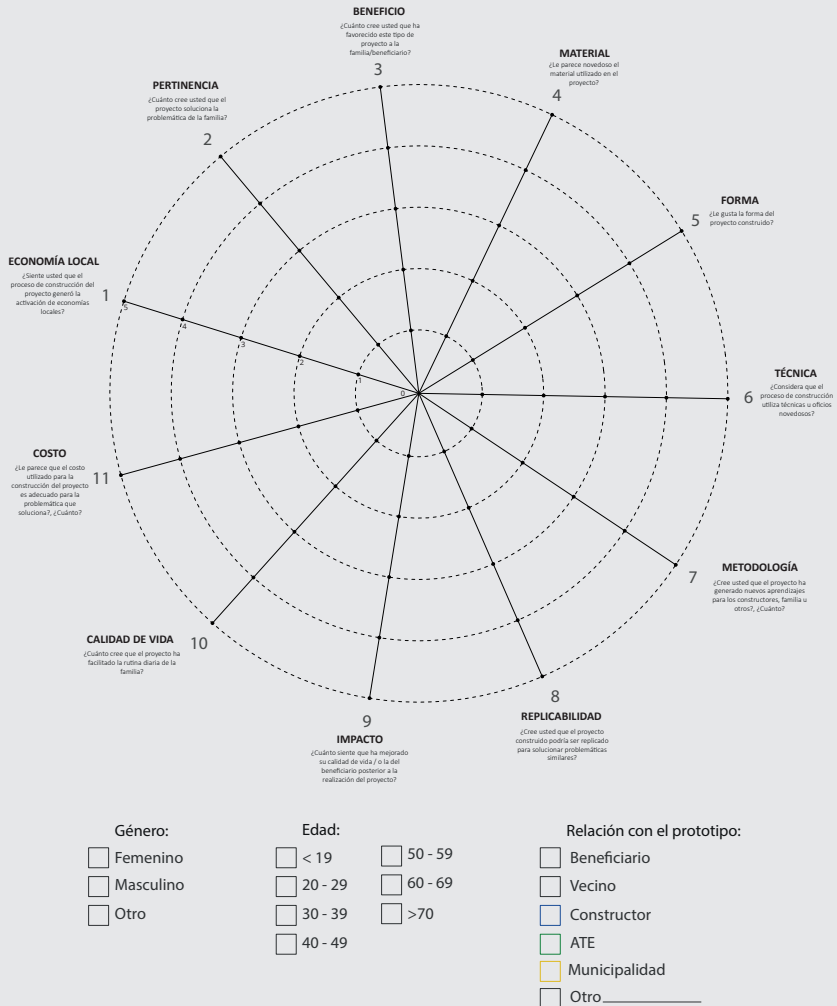 BENEFICIO
¿Cuánto cree usted que ha
favorecido este tipo de
proyecto a la
familia/beneficiario?
3
MATERIAL
¿Le parece novedoso el
material utilizado en el
proyecto?
4
PERTINENCIA
¿Cuánto cree usted que el
proyecto soluciona la
problemática de la familia?
2
FORMA
¿Le gusta la forma del
proyecto construido?
5
ECONOMÍA LOCAL
¿Siente usted que el
proceso de construcción del
proyecto generó la
activación de economías
locales?
1
5
4
3
2
1
0
TÉCNICA
¿Considera que el
proceso de construcción
utiliza técnicas u oficios
novedosos?
6
COSTO
¿Le parece que el costo
utilizado para la
construcción del proyecto
es adecuado para la
problemática que
soluciona?, ¿Cuánto?
11
METODOLOGÍA
¿Cree usted que el proyecto ha
generado nuevos aprendizajes
para los constructores, familia u
otros?, ¿Cuánto?
7
CALIDAD DE VIDA
¿Cuánto cree que el proyecto ha
facilitado la rutina diaria de la
familia?
10
8
REPLICABILIDAD
¿Cree usted que el proyecto
construido podría ser replicado
para solucionar problemáticas
similares?
9
IMPACTO
¿Cuánto siente que ha mejorado
su calidad de vida / o la del
beneficiario posterior a la
realización del proyecto?
Género:
Femenino
Masculino
Otro
Edad:
< 19
20 - 29
30 - 39
40 - 49
50 - 59
60 - 69
>70
Relación con el prototipo:
Beneficiario
Vecino
Constructor
ATE
Municipalidad
Otro____________